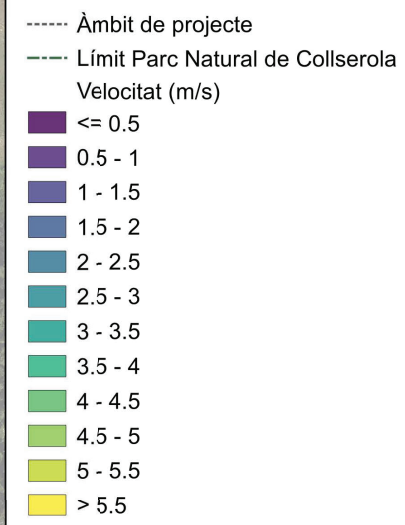 Àmbit de projecte
Límit Parc Natural de Collserola
Velocitat (m/s)
<= 0.5
0.5 - 1
1 - 1.5
1.5 - 2
2 - 2.5
2.5 - 3
3 - 3.5
3.5 - 4
4 - 4.5
4.5 - 5
5 - 5.5
> 5.5